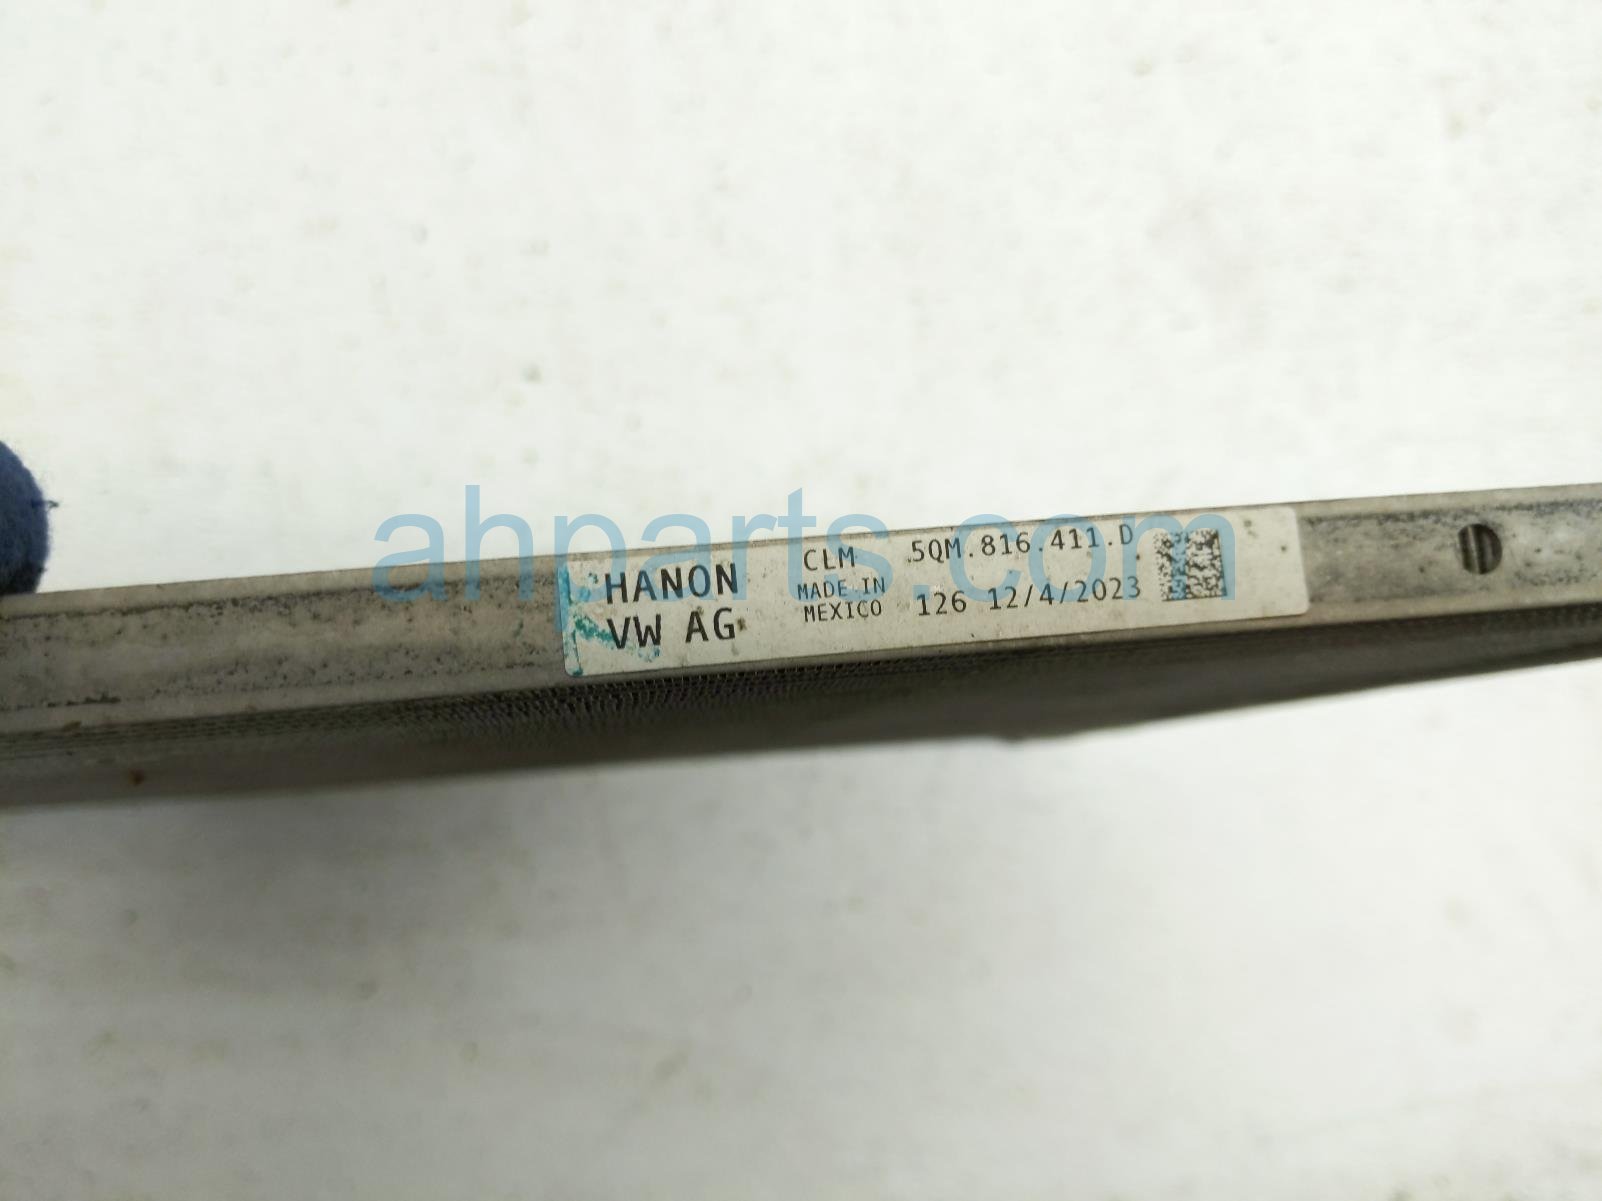 HANON
VW AG
CLM
MADE IN
MEXICO
5QM.816.411.D
126 12/4/2023
ahparts.com